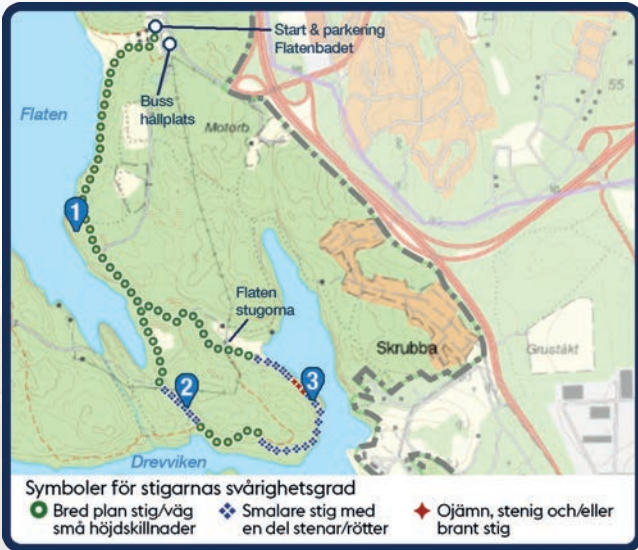 Start & parkering
Flatenbadet
Buss
hållplats
Flaten
Motorb
55
1
Flaten
stugorna
Skrubba
Grustäkt
2
3
Drevviken
Symboler för stigarnas svårighetsgrad
Bred plan stig/väg
små höjdskillnader
Smalare stig med
en del stenar/rötter
Ojämn, stenig och/eller
brant stig